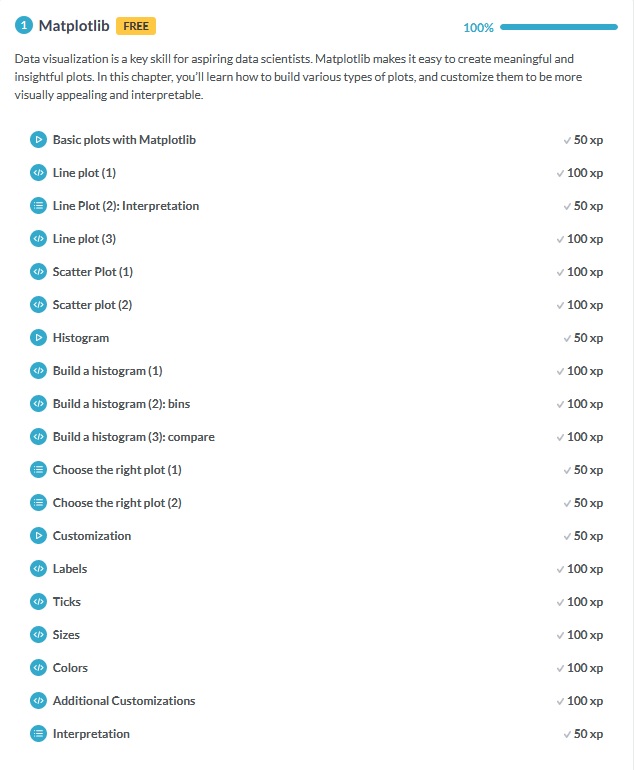 1 Matplotlib FREE 100%
Data visualization is a key skill for aspiring data scientists. Matplotlib makes it easy to create meaningful and
insightful plots. In this chapter, you'll learn how to build various types of plots, and customize them to be more
visually appealing and interpretable.
Basic plots with Matplotlib 50 xp
Line plot (1) 100 xp
Line Plot (2): Interpretation 50 xp
Line plot (3) 100 xp
Scatter Plot (1) 100 xp
Scatter plot (2) 100 xp
Histogram 50 xp
Build a histogram (1) 100 xp
Build a histogram (2): bins 100 xp
Build a histogram (3): compare 100 xp
Choose the right plot (1) 50 xp
Choose the right plot (2) 50 xp
Customization 50 xp
Labels 100 xp
Ticks 100 xp
Sizes 100 xp
Colors 100 xp
Additional Customizations 100 xp
Interpretation 50 xp